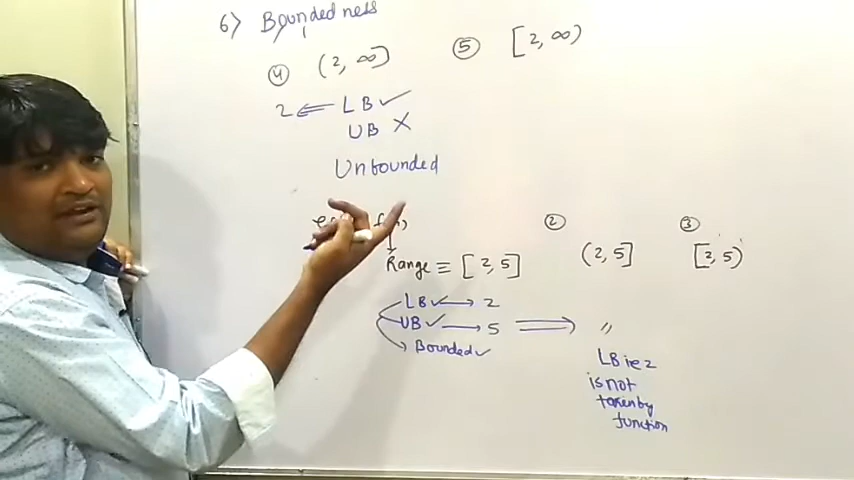 6) Boundedness
④ (2, ∞]
⑤ [2, ∞)
2 ⇐ LB ✓
UB ✗
Unbounded
② ③
Range ≡ [2, 5]
(2, 5]
[2, 5)
LB ✓ → 2
UB ✓ → 5 ⇒ 〃
Bounded ✓
LB ie 2
is not
taken by
function